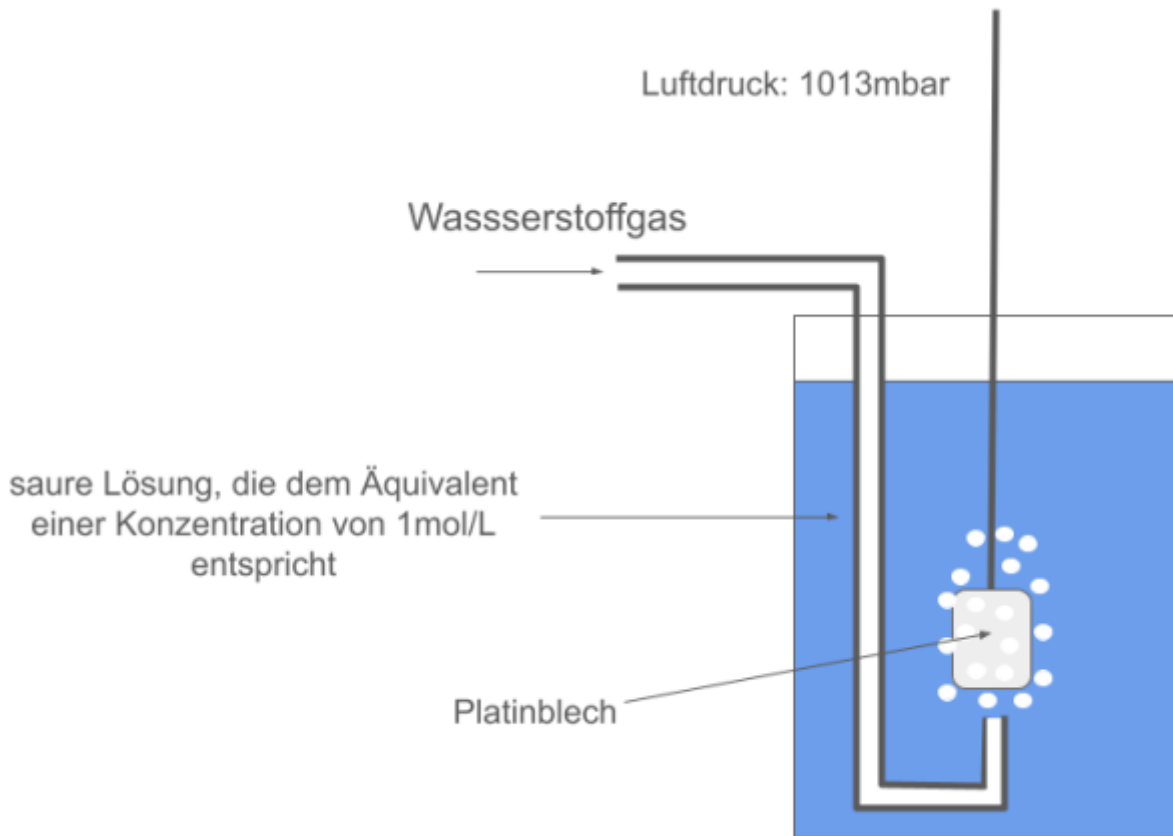 Luftdruck: 1013mbar
Wassserstoffgas
saure Lösung, die dem Äquivalent
einer Konzentration von 1mol/L
entspricht
Platinblech